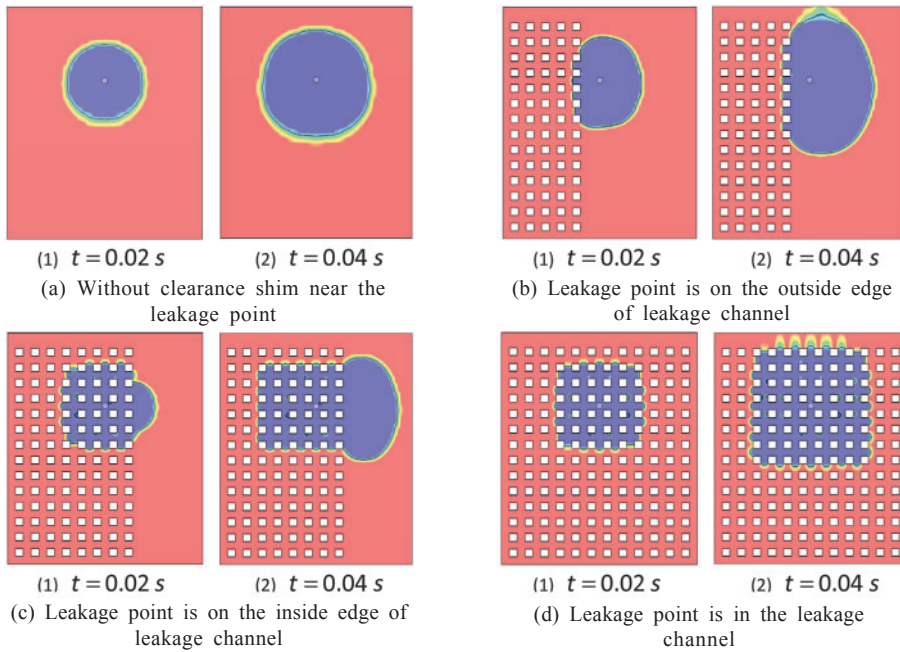 (1) t = 0.02 s
(2) t = 0.04 s
(a) Without clearance shim near the
leakage point
(1) t = 0.02 s
(2) t = 0.04 s
(b) Leakage point is on the outside edge
of leakage channel
(1) t = 0.02 s
(2) t = 0.04 s
(c) Leakage point is on the inside edge of
leakage channel
(1) t = 0.02 s
(2) t = 0.04 s
(d) Leakage point is in the leakage
channel